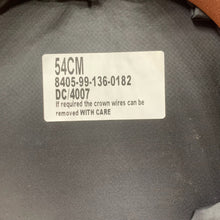 54CM
8405-99-136-0182
DC/4007
If required the crown wires can be
removed WITH CARE